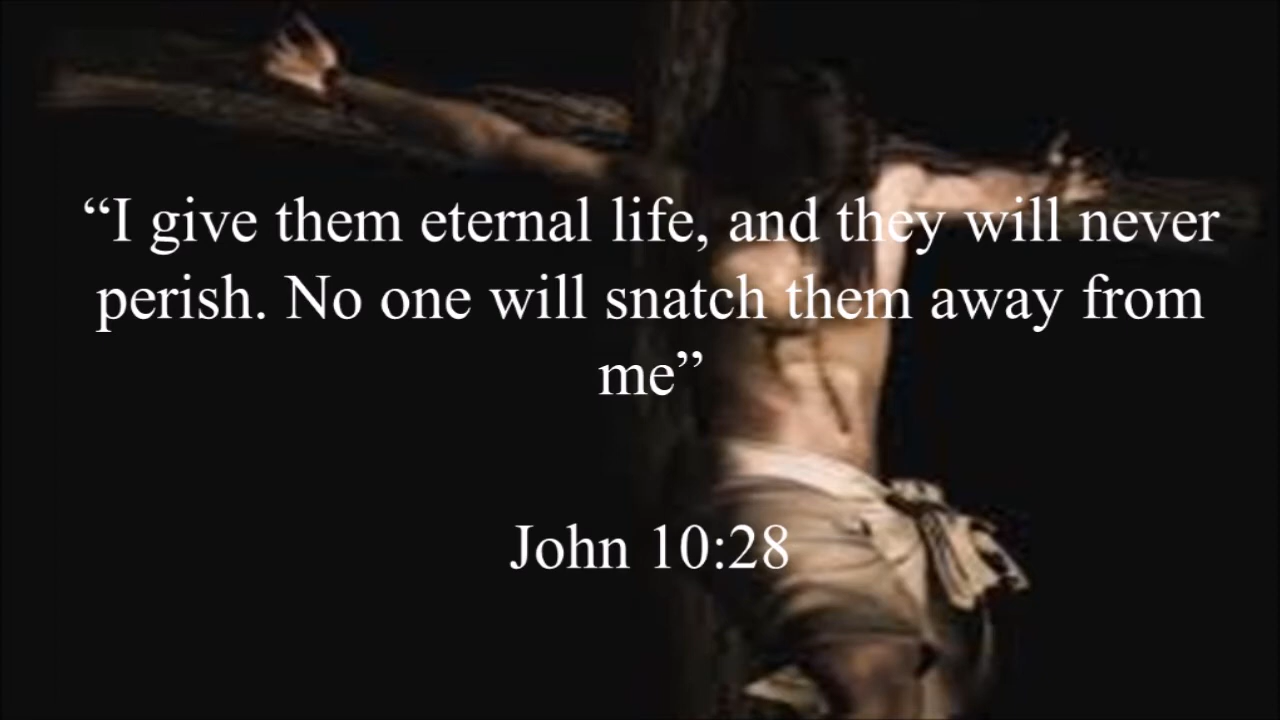 “I give them eternal life, and they will never
perish. No one will snatch them away from
me”
John 10:28